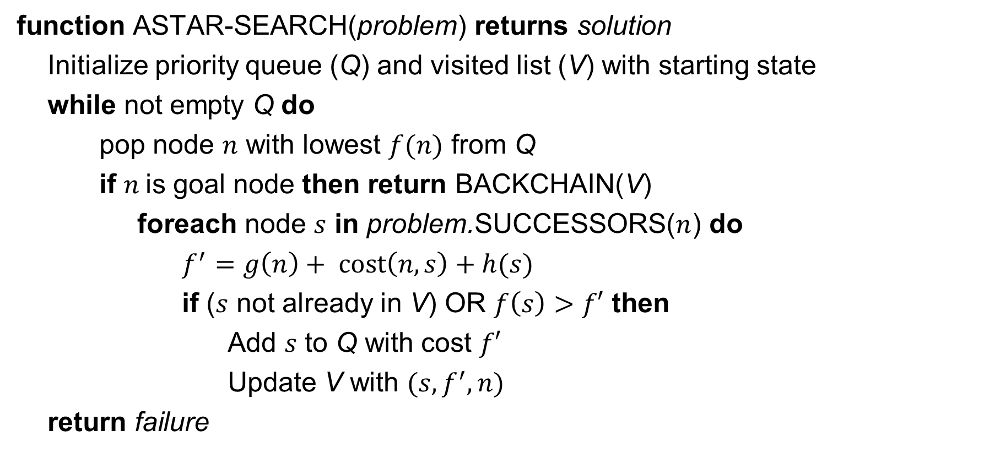 function ASTAR-SEARCH(problem) returns solution
Initialize priority queue (Q) and visited list (V) with starting state
while not empty Q do
pop node n with lowest f(n) from Q
if n is goal node then return BACKCHAIN(V)
foreach node s in problem.SUCCESSORS(n) do
f′ = g(n) + cost(n, s) + h(s)
if (s not already in V) OR f(s) > f′ then
Add s to Q with cost f′
Update V with (s, f′, n)
return failure